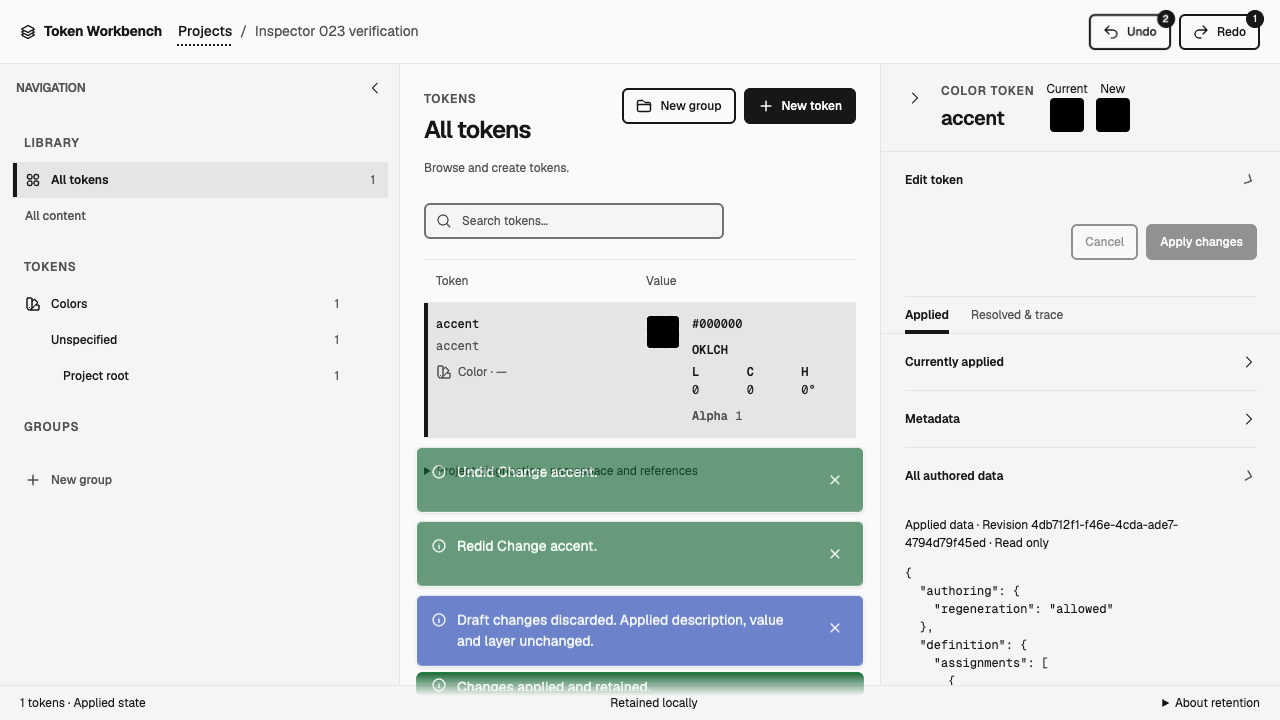 Token Workbench Projects / Inspector 023 verification
Undo 2
Redo 1
NAVIGATION
LIBRARY
All tokens 1
All content
TOKENS
Colors 1
Unspecified 1
Project root 1
GROUPS
New group
TOKENS
All tokens
New group
New token
Browse and create tokens.
Search tokens…
Token Value
accent
accent
Color · —
#000000
OKLCH
L C H
0 0 0°
Alpha 1
space and references
Undid Change accent.
Redid Change accent.
Draft changes discarded. Applied description, value
and layer unchanged.
Changes applied and retained.
COLOR TOKEN
accent
Current New
Edit token
Cancel Apply changes
Applied Resolved & trace
Currently applied
Metadata
All authored data
Applied data · Revision 4db712f1-f46e-4cda-ade7-
4794d79f45ed · Read only
{
"authoring": {
"regeneration": "allowed"
},
"definition": {
"assignments": [
{
1 tokens · Applied state
Retained locally
About retention